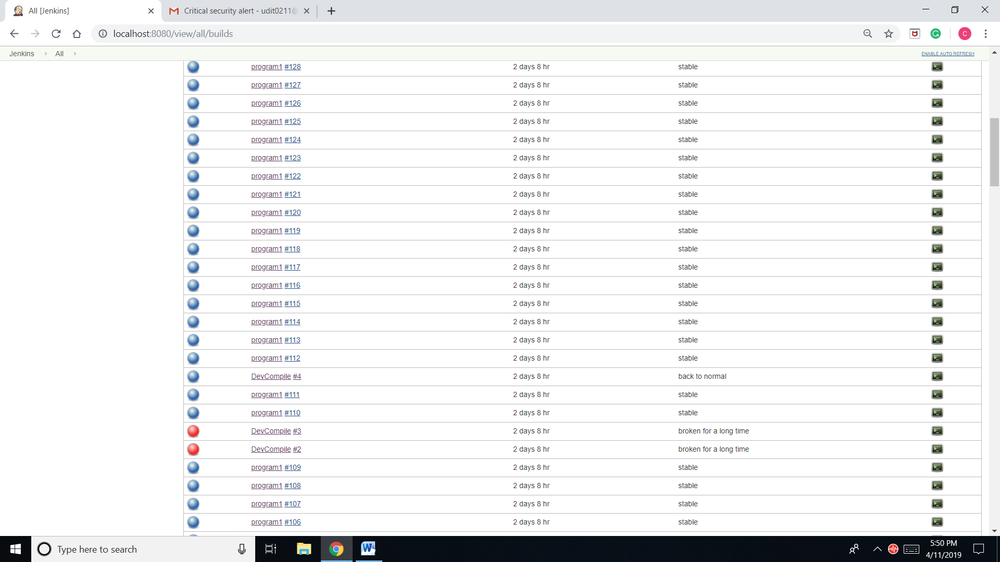 All [Jenkins]
Critical security alert - udit0211@
localhost:8080/view/all/builds
C
Jenkins All
ENABLE AUTO REFRESH
program1 #128 2 days 8 hr stable
program1 #127 2 days 8 hr stable
program1 #126 2 days 8 hr stable
program1 #125 2 days 8 hr stable
program1 #124 2 days 8 hr stable
program1 #123 2 days 8 hr stable
program1 #122 2 days 8 hr stable
program1 #121 2 days 8 hr stable
program1 #120 2 days 8 hr stable
program1 #119 2 days 8 hr stable
program1 #118 2 days 8 hr stable
program1 #117 2 days 8 hr stable
program1 #116 2 days 8 hr stable
program1 #115 2 days 8 hr stable
program1 #114 2 days 8 hr stable
program1 #113 2 days 8 hr stable
program1 #112 2 days 8 hr stable
DevCompile #4 2 days 8 hr back to normal
program1 #111 2 days 8 hr stable
program1 #110 2 days 8 hr stable
DevCompile #3 2 days 8 hr broken for a long time
DevCompile #2 2 days 8 hr broken for a long time
program1 #109 2 days 8 hr stable
program1 #108 2 days 8 hr stable
program1 #107 2 days 8 hr stable
program1 #106 2 days 8 hr stable
Type here to search
5:50 PM
4/11/2019